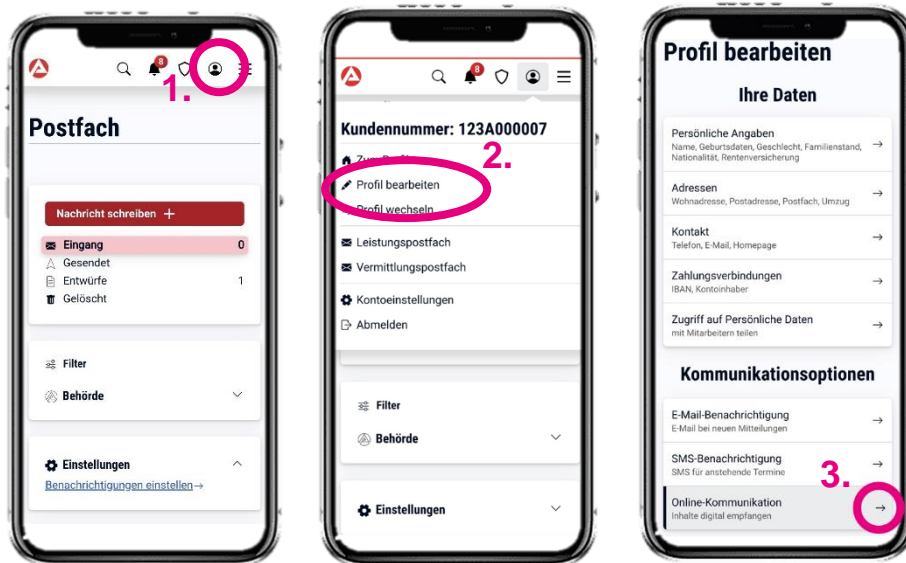 8
1.
Postfach
Nachricht schreiben +
Eingang 0
Gesendet
Entwürfe 1
Gelöscht
Filter
Behörde
Einstellungen
Benachrichtigungen einstellen→
8
Kundennummer: 123A000007
2.
Profil bearbeiten
Profil wechseln
Leistungspostfach
Vermittlungspostfach
Kontoeinstellungen
Abmelden
Filter
Behörde
Einstellungen
Profil bearbeiten
Ihre Daten
Persönliche Angaben →
Name, Geburtsdaten, Geschlecht, Familienstand,
Nationalität, Rentenversicherung
Adressen →
Wohnadresse, Postadresse, Postfach, Umzug
Kontakt →
Telefon, E-Mail, Homepage
Zahlungsverbindungen →
IBAN, Kontoinhaber
Zugriff auf Persönliche Daten →
mit Mitarbeitern teilen
Kommunikationsoptionen
E-Mail-Benachrichtigung →
E-Mail bei neuen Mitteilungen
SMS-Benachrichtigung →
SMS für anstehende Termine
3.
Online-Kommunikation →
Inhalte digital empfangen